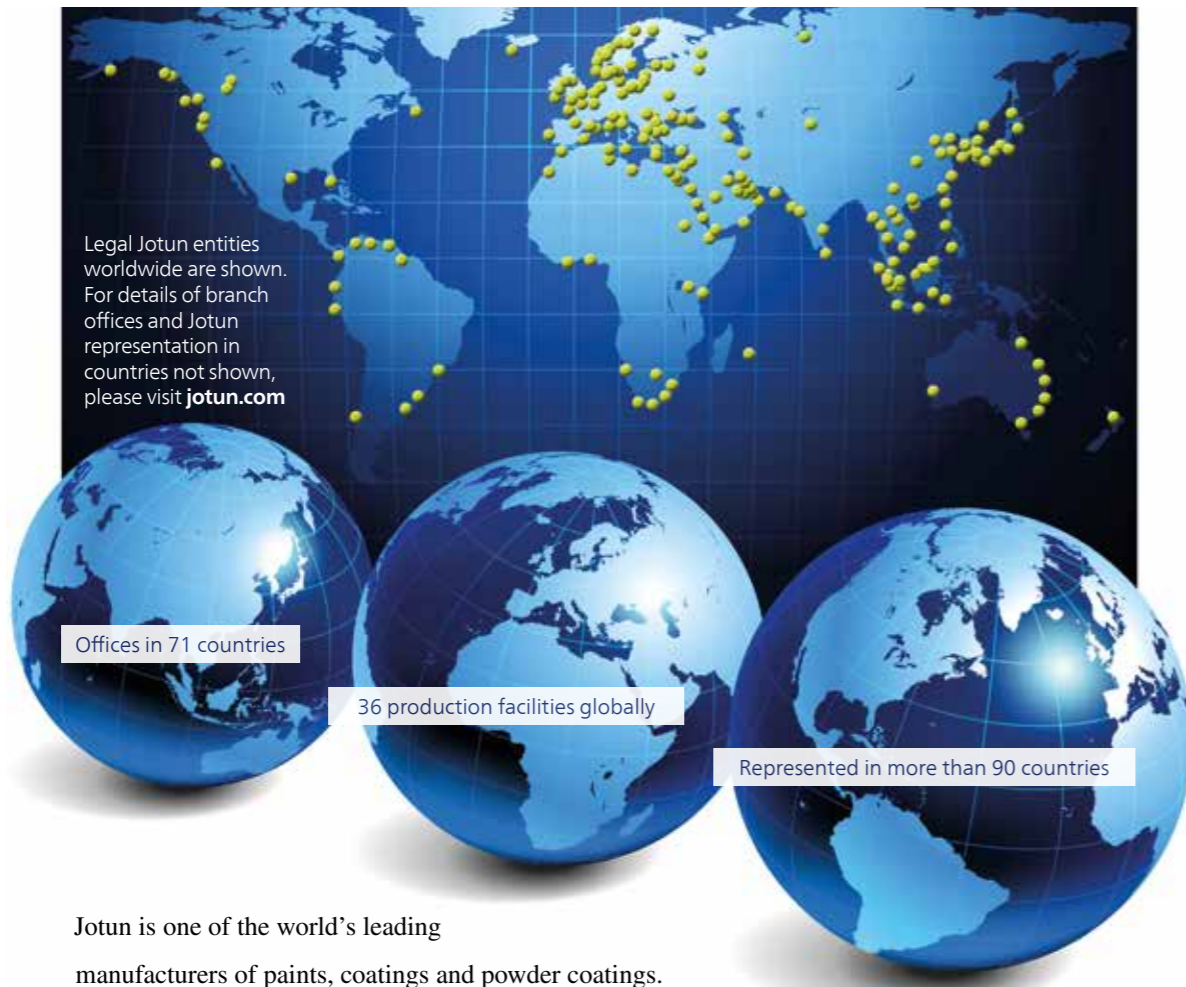 Legal Jotun entities
worldwide are shown.
For details of branch
offices and Jotun
representation in
countries not shown,
please visit jotun.com
Offices in 71 countries
36 production facilities globally
Represented in more than 90 countries
Jotun is one of the world's leading
manufacturers of paints, coatings and powder coatings.